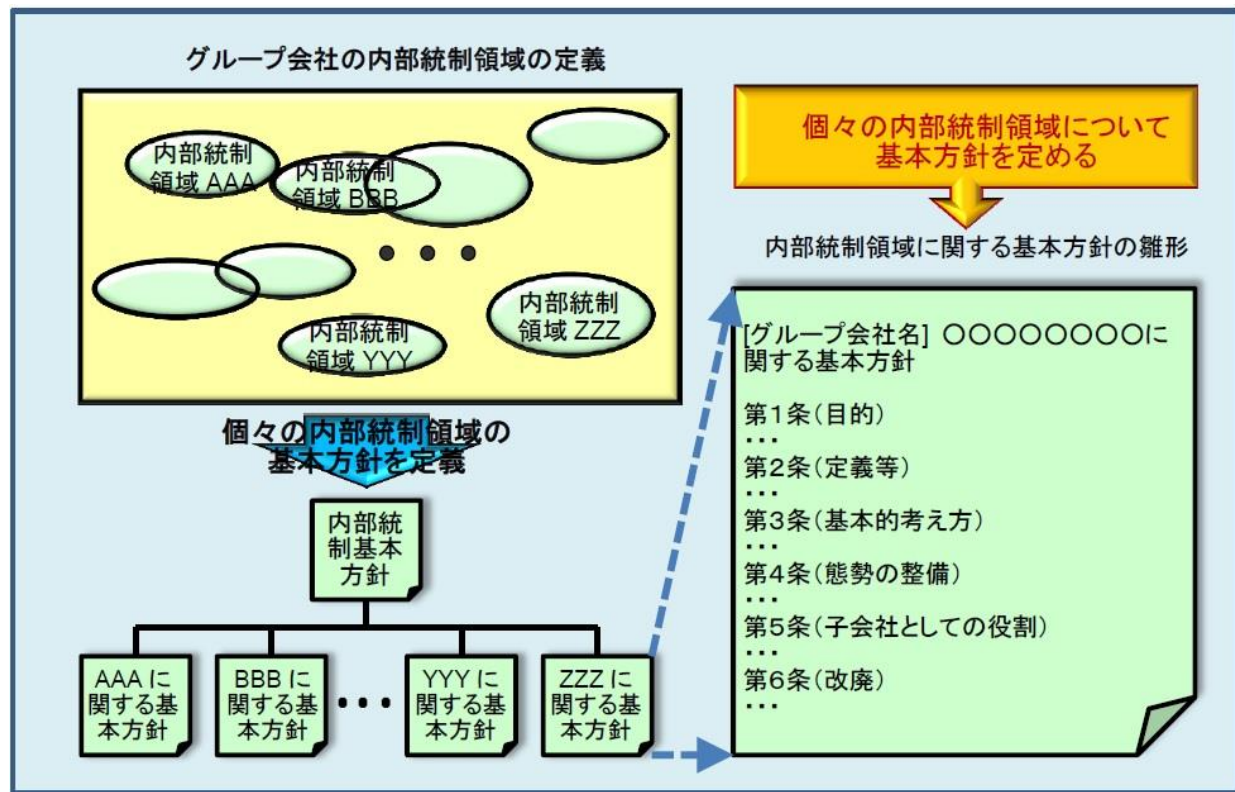 グループ会社の内部統制領域の定義
内部統制
領域 AAA
内部統制
領域 BBB
● ● ●
内部統制
領域 YYY
内部統制
領域 ZZZ
個々の内部統制領域の
基本方針を定義
内部統
制基本
方針
AAA に
関する基
本方針
BBB に
関する基
本方針
・・・
YYY に
関する基
本方針
ZZZ に
関する基
本方針
個々の内部統制領域について
基本方針を定める
内部統制領域に関する基本方針の雛形
[グループ会社名] 〇〇〇〇〇〇〇〇に
関する基本方針
第1条(目的)
・・・
第2条(定義等)
・・・
第3条(基本的考え方)
・・・
第4条(態勢の整備)
・・・
第5条(子会社としての役割)
・・・
第6条(改廃)
・・・